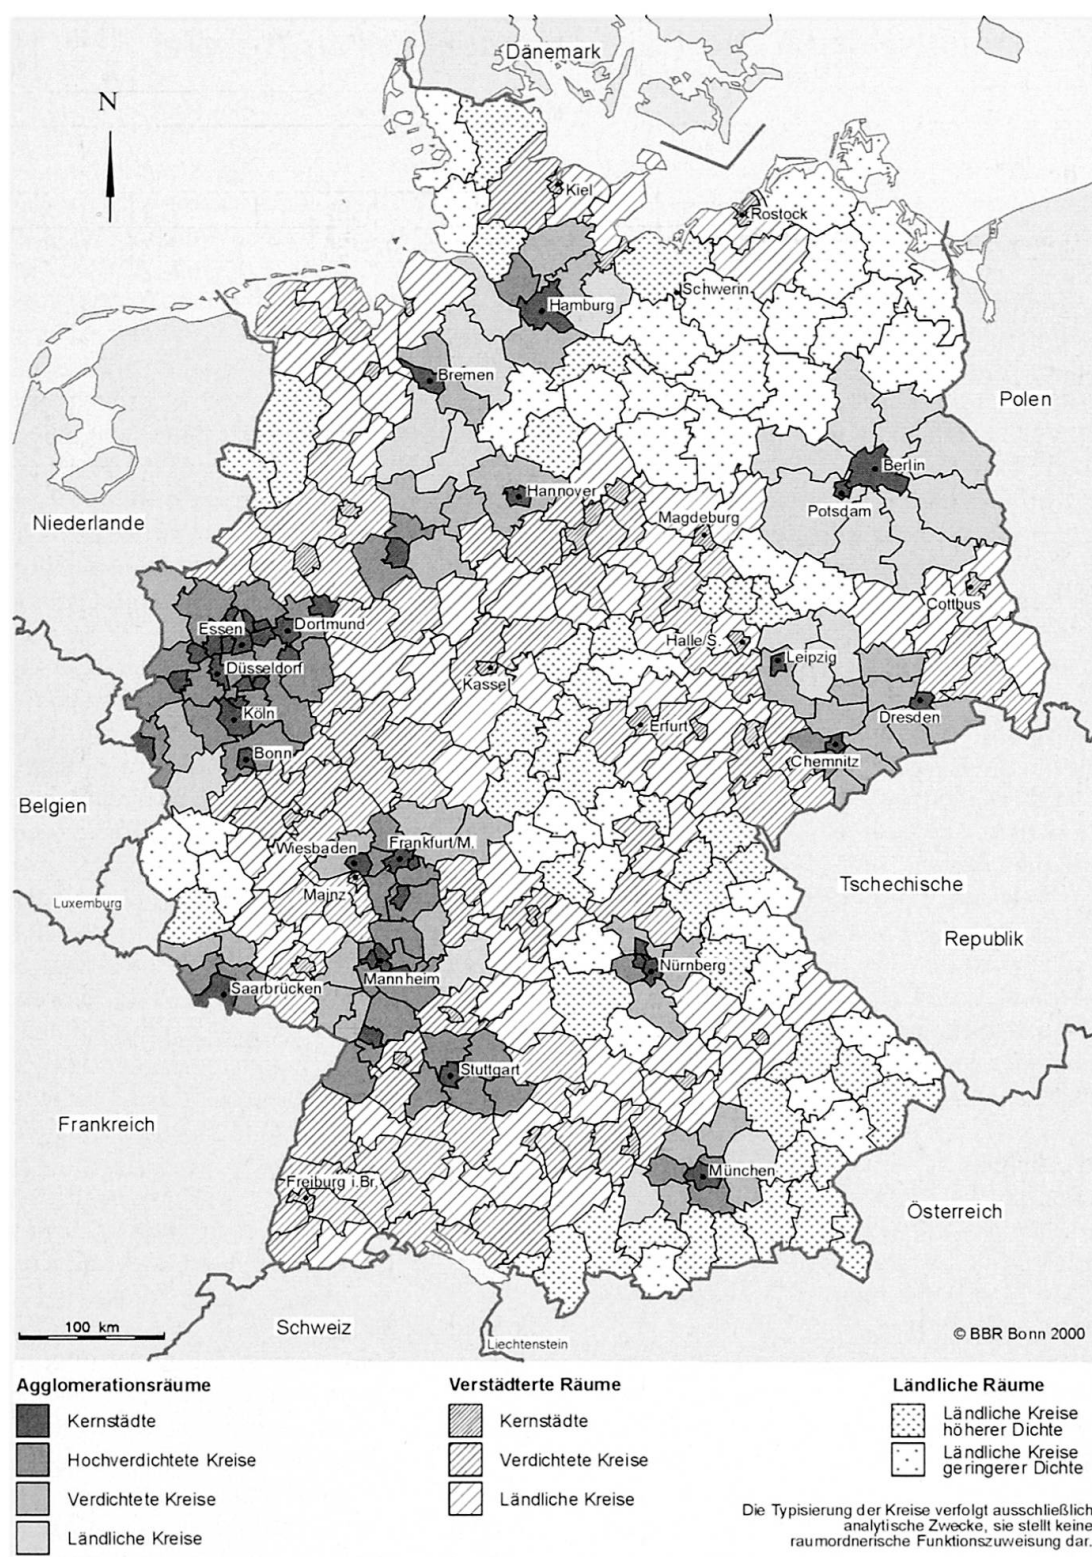 Dänemark
N
Kiel
Rostock
Schwerin
Hamburg
Bremen
Polen
Berlin
Hannover
Potsdam
Magdeburg
Niederlande
Cottbus
Essen
Dortmund
Halle/S.
Leipzig
Düsseldorf
Kassel
Köln
Erfurt
Dresden
Bonn
Chemnitz
Belgien
Wiesbaden
Frankfurt/M.
Mainz
Tschechische
Luxemburg
Republik
Nürnberg
Mannheim
Saarbrücken
Stuttgart
Frankreich
München
Freiburg i.Br.
Österreich
100 km
Schweiz
Liechtenstein
© BBR Bonn 2000
Agglomerationsräume
Kernstädte
Hochverdichtete Kreise
Verdichtete Kreise
Ländliche Kreise
Verstädterte Räume
Kernstädte
Verdichtete Kreise
Ländliche Kreise
Ländliche Räume
Ländliche Kreise
höherer Dichte
Ländliche Kreise
geringerer Dichte
Die Typisierung der Kreise verfolgt ausschließlich
analytische Zwecke, sie stellt keine
raumordnerische Funktionszuweisung dar.